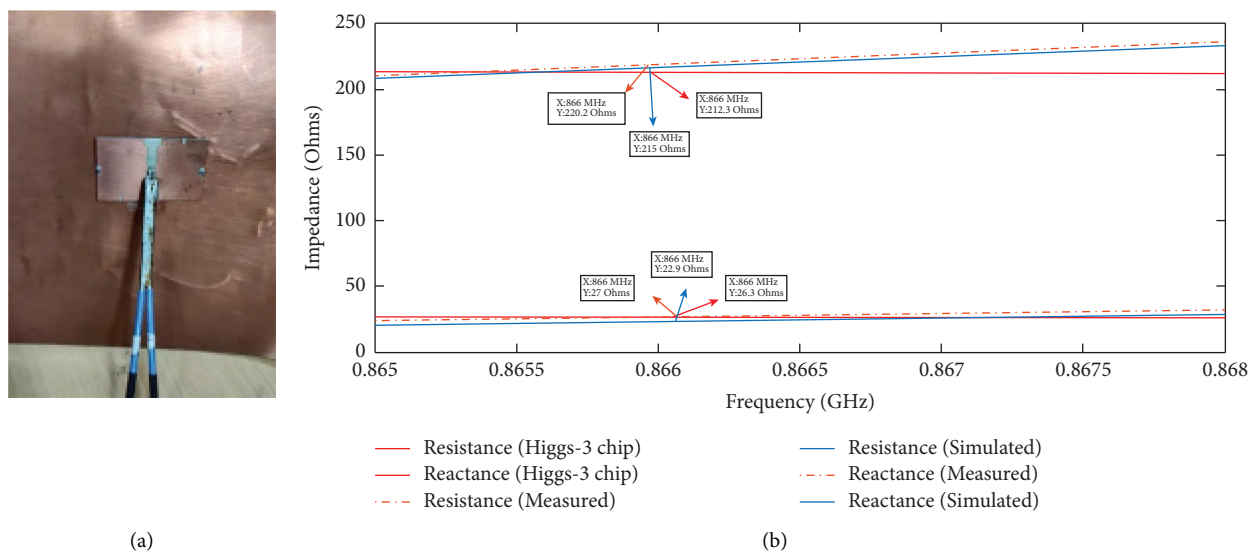 250
200
150
100
50
0
Impedance (Ohms)
X:866 MHz
Y:220.2 Ohms
X:866 MHz
Y:212.3 Ohms
X:866 MHz
Y:215 Ohms
X:866 MHz
Y:22.9 Ohms
X:866 MHz
Y:27 Ohms
X:866 MHz
Y:26.3 Ohms
0.865 0.8655 0.866 0.8665 0.867 0.8675 0.868
Frequency (GHz)
Resistance (Higgs-3 chip)
Reactance (Higgs-3 chip)
Resistance (Measured)
Resistance (Simulated)
Reactance (Measured)
Reactance (Simulated)
(a)
(b)